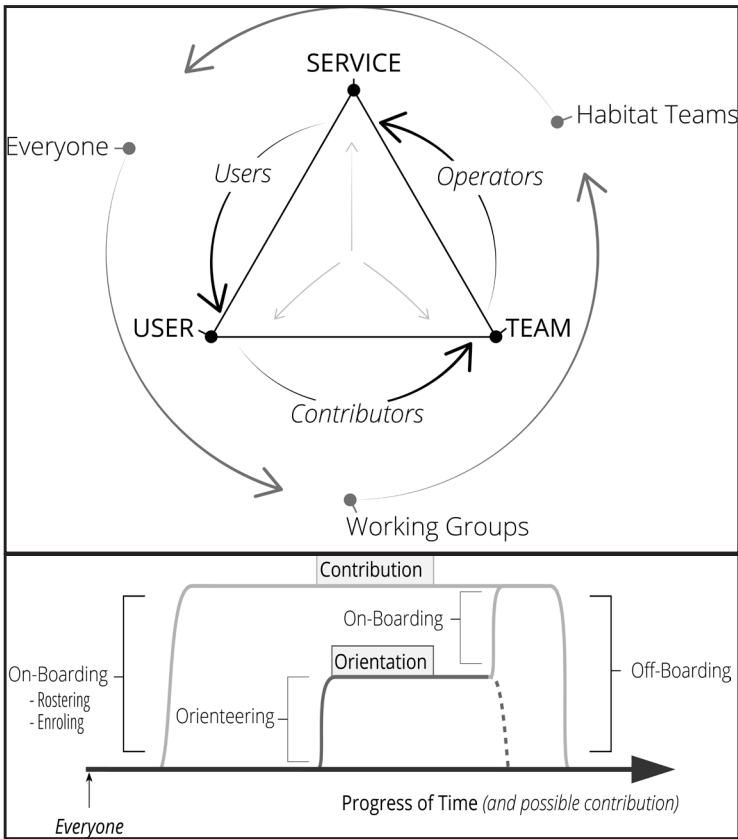 SERVICE
Habitat Teams
Everyone
Users
Operators
USER
TEAM
Contributors
Working Groups
Contribution
On-Boarding
Orientation
On-Boarding
- Rostering
- Enroling
Off-Boarding
Orienteering
Progress of Time (and possible contribution)
Everyone